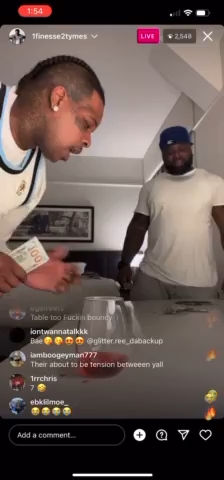 1:54
1finesse2tymes
LIVE
2,548
Table too Fuckin bouncy
iontwannatalkkk
Bae😘😘😍😍 @glitter.ree_dabackup
iamboogeyman777
Their about to be tension betweeen yall
1rrchris
7 🤣
ebklilmoe_
😂😂😂😂
Add a comment...